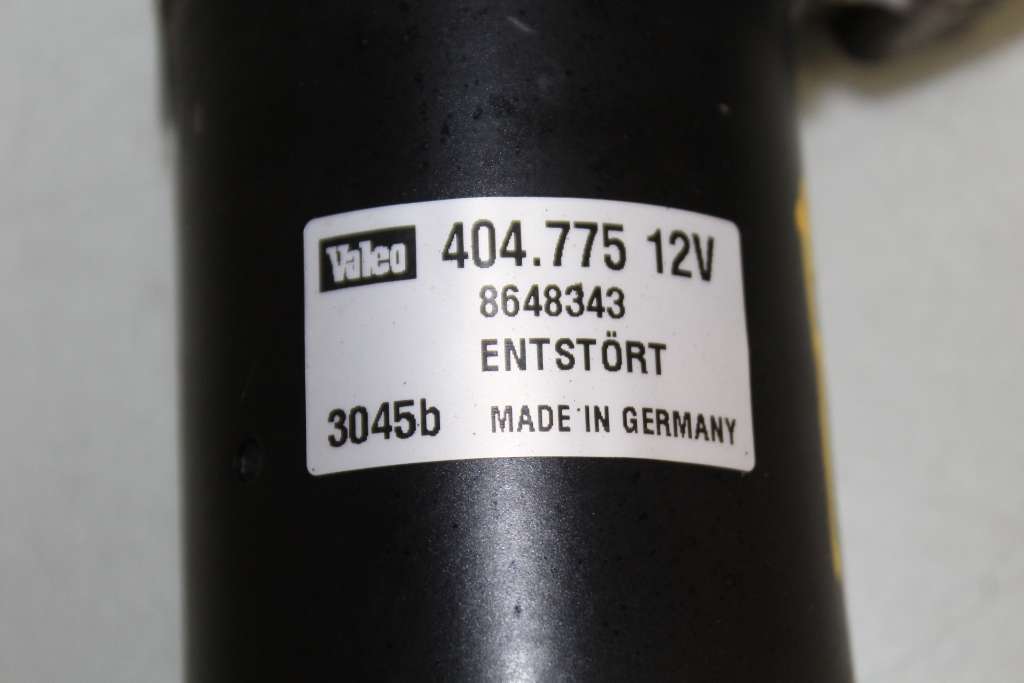 Valeo 404.775 12V
8648343
ENTSTÖRT
3045b MADE IN GERMANY